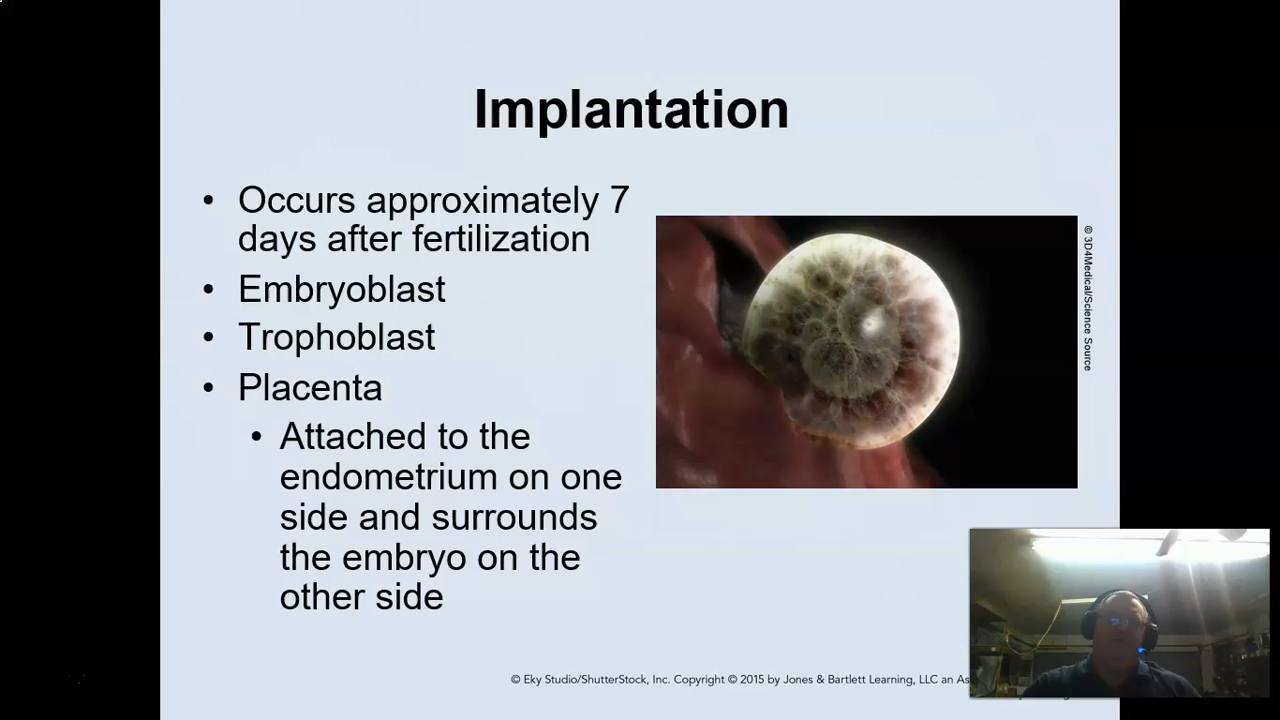 Implantation
• Occurs approximately 7
days after fertilization
• Embryoblast
• Trophoblast
• Placenta
• Attached to the
endometrium on one
side and surrounds
the embryo on the
other side
© 3D4Medical/Science Source
© Eky Studio/ShutterStock, Inc. Copyright © 2015 by Jones & Bartlett Learning, LLC an As